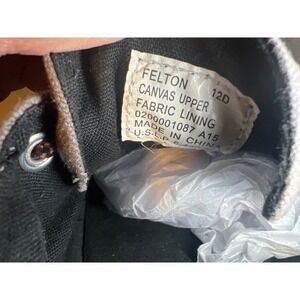 FELTON 12D
CANVAS UPPER
FABRIC LINING
0200001087 A15
MADE IN CHINA